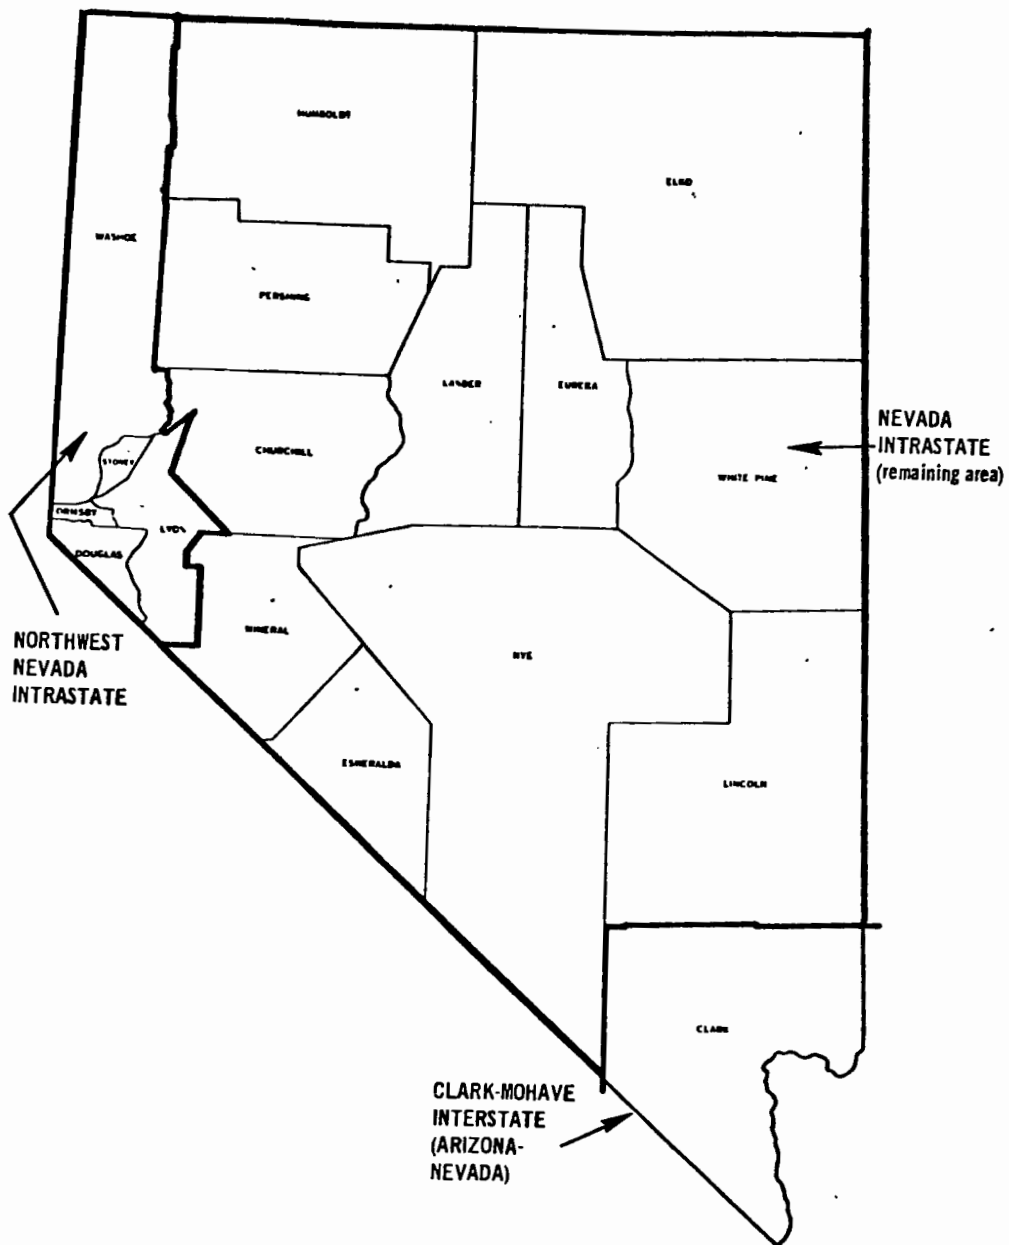 HUMBOLDT
ELKO
WASHOE
PERSHING
LANDER
EUREKA
NEVADA
INTRASTATE
(remaining area)
CHURCHILL
STOREY
WHITE PINE
ORMSBY
LYON
DOUGLAS
MINERAL
NYE
NORTHWEST
NEVADA
INTRASTATE
ESMERALDA
LINCOLN
CLARK
CLARK-MOHAVE
INTERSTATE
(ARIZONA-
NEVADA)